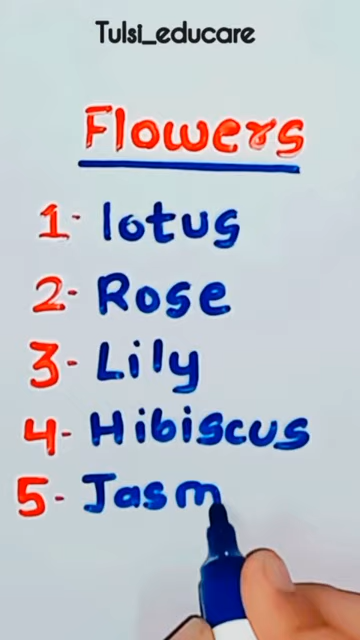 Tulsi_educare
Flowers
1- lotus
2- Rose
3- Lily
4- Hibiscus
5- Jasm